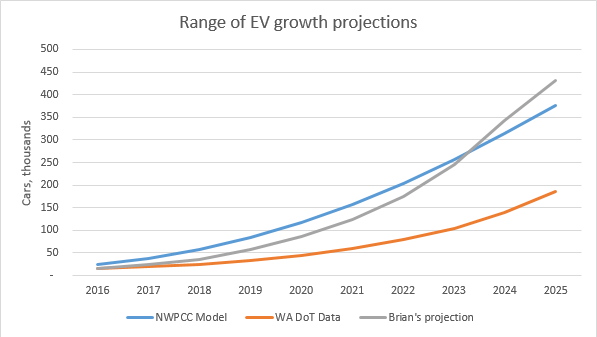 Range of EV growth projections
Cars, thousands
500
450
400
350
300
250
200
150
100
50
-
2016 2017 2018 2019 2020 2021 2022 2023 2024 2025
NWPCC Model WA DoT Data Brian's projection